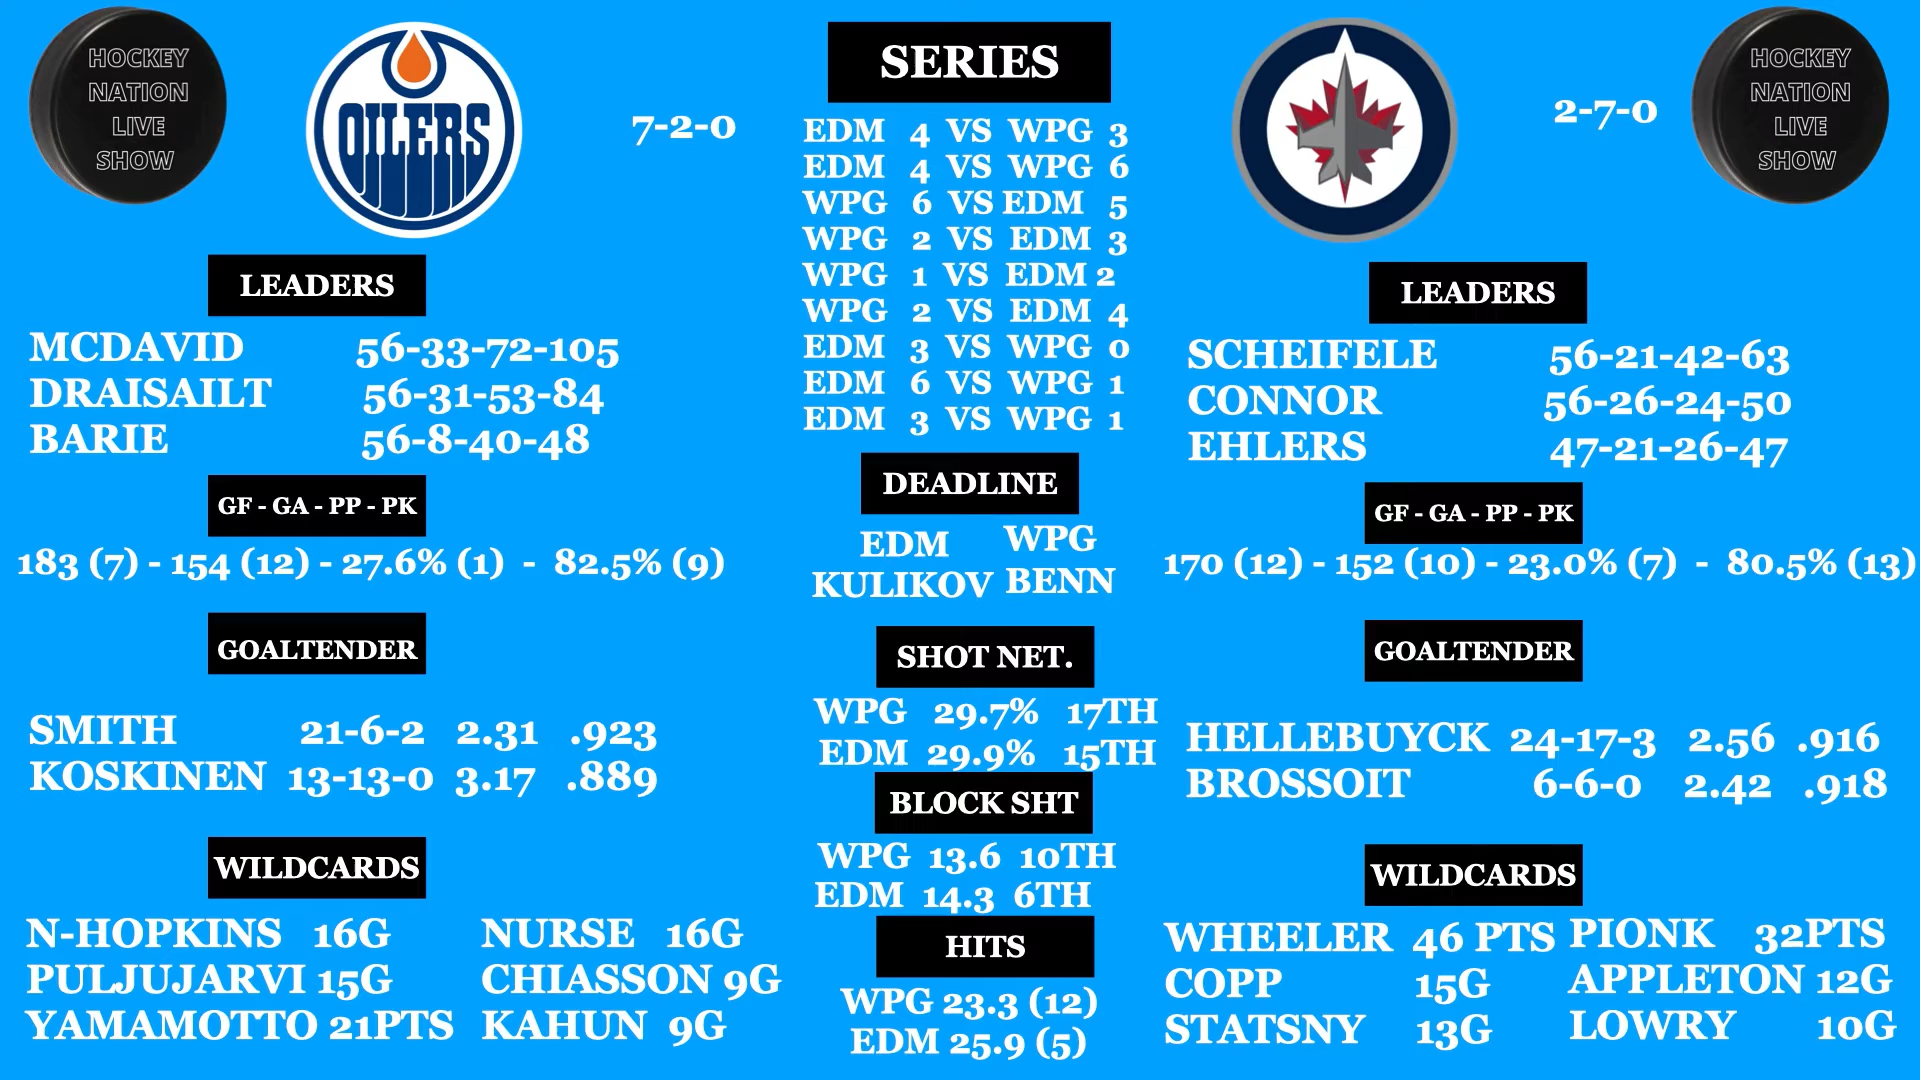 HOCKEY
NATION
LIVE
SHOW
OILERS
7-2-0
LEADERS
MCDAVID 56-33-72-105
DRAISAILT 56-31-53-84
BARIE 56-8-40-48
GF - GA - PP - PK
183 (7) - 154 (12) - 27.6% (1) - 82.5% (9)
GOALTENDER
SMITH 21-6-2 2.31 .923
KOSKINEN 13-13-0 3.17 .889
WILDCARDS
N-HOPKINS 16G NURSE 16G
PULJUJARVI 15G CHIASSON 9G
YAMAMOTTO 21PTS KAHUN 9G
SERIES
EDM 4 VS WPG 3
EDM 4 VS WPG 6
WPG 6 VS EDM 5
WPG 2 VS EDM 3
WPG 1 VS EDM 2
WPG 2 VS EDM 4
EDM 3 VS WPG 0
EDM 6 VS WPG 1
EDM 3 VS WPG 1
DEADLINE
EDM WPG
KULIKOV BENN
SHOT NET.
WPG 29.7% 17TH
EDM 29.9% 15TH
BLOCK SHT
WPG 13.6 10TH
EDM 14.3 6TH
HITS
WPG 23.3 (12)
EDM 25.9 (5)
2-7-0
HOCKEY
NATION
LIVE
SHOW
LEADERS
SCHEIFELE 56-21-42-63
CONNOR 56-26-24-50
EHLERS 47-21-26-47
GF - GA - PP - PK
170 (12) - 152 (10) - 23.0% (7) - 80.5% (13)
GOALTENDER
HELLEBUYCK 24-17-3 2.56 .916
BROSSOIT 6-6-0 2.42 .918
WILDCARDS
WHEELER 46 PTS PIONK 32PTS
COPP 15G APPLETON 12G
STATSNY 13G LOWRY 10G